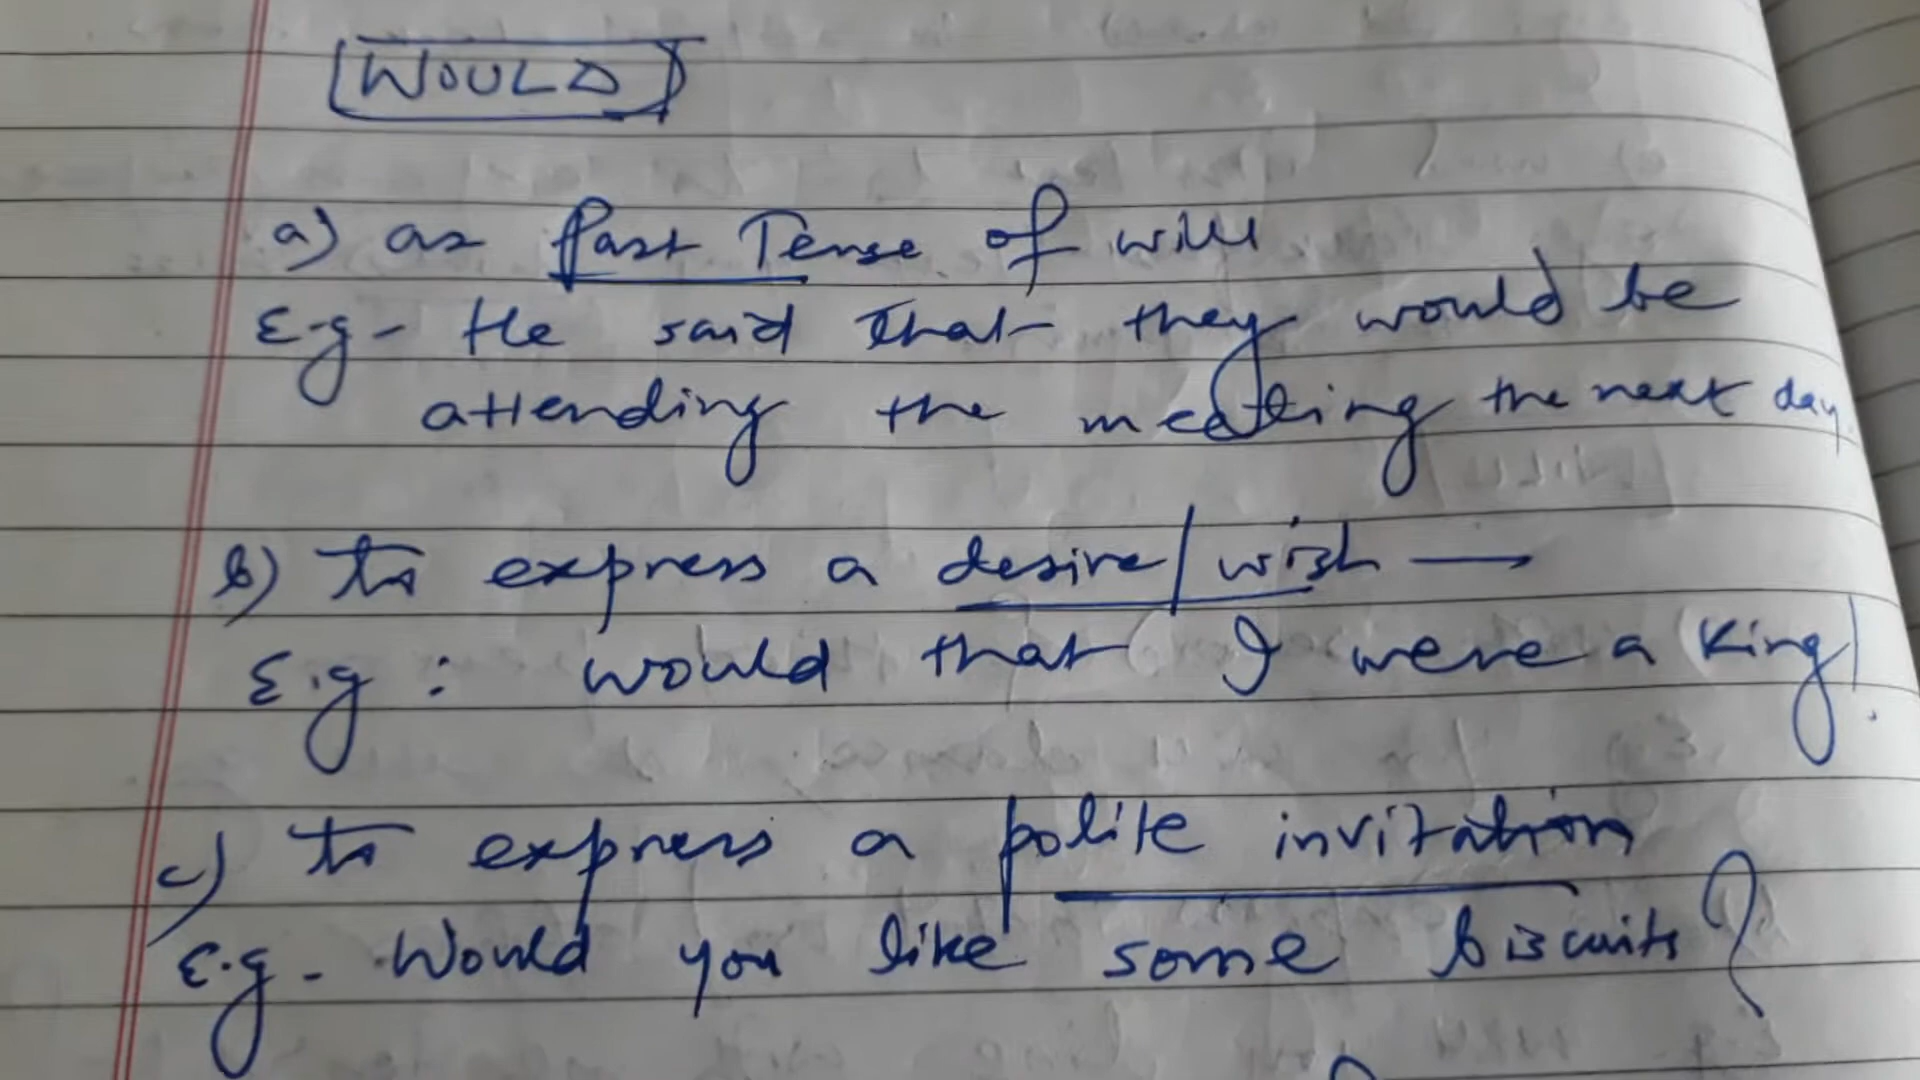 WOULD
a) as Past Tense of will
E.g - He said that they would be
attending the meeting the next day.
b) to express a desire/wish —
E.g : would that I were a King!
c) to express a polite invitation
E.g - Would you like some biscuits?